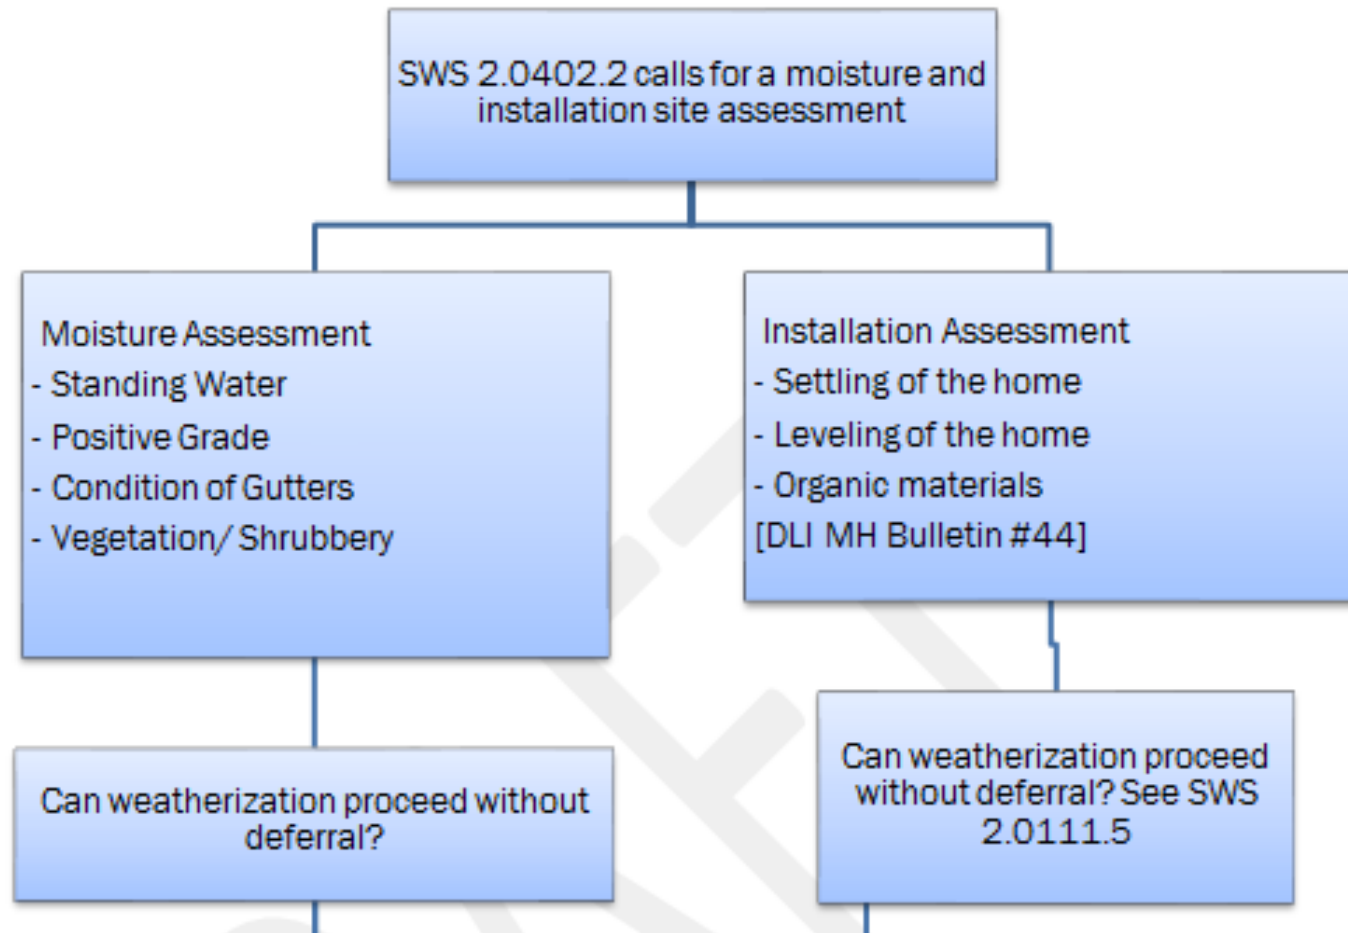 SWS 2.0402.2 calls for a moisture and
installation site assessment
Moisture Assessment
- Standing Water
- Positive Grade
- Condition of Gutters
- Vegetation/ Shrubbery
Installation Assessment
- Settling of the home
- Leveling of the home
- Organic materials
[DLI MH Bulletin #44]
Can weatherization proceed without
deferral?
Can weatherization proceed
without deferral? See SWS
2.0111.5